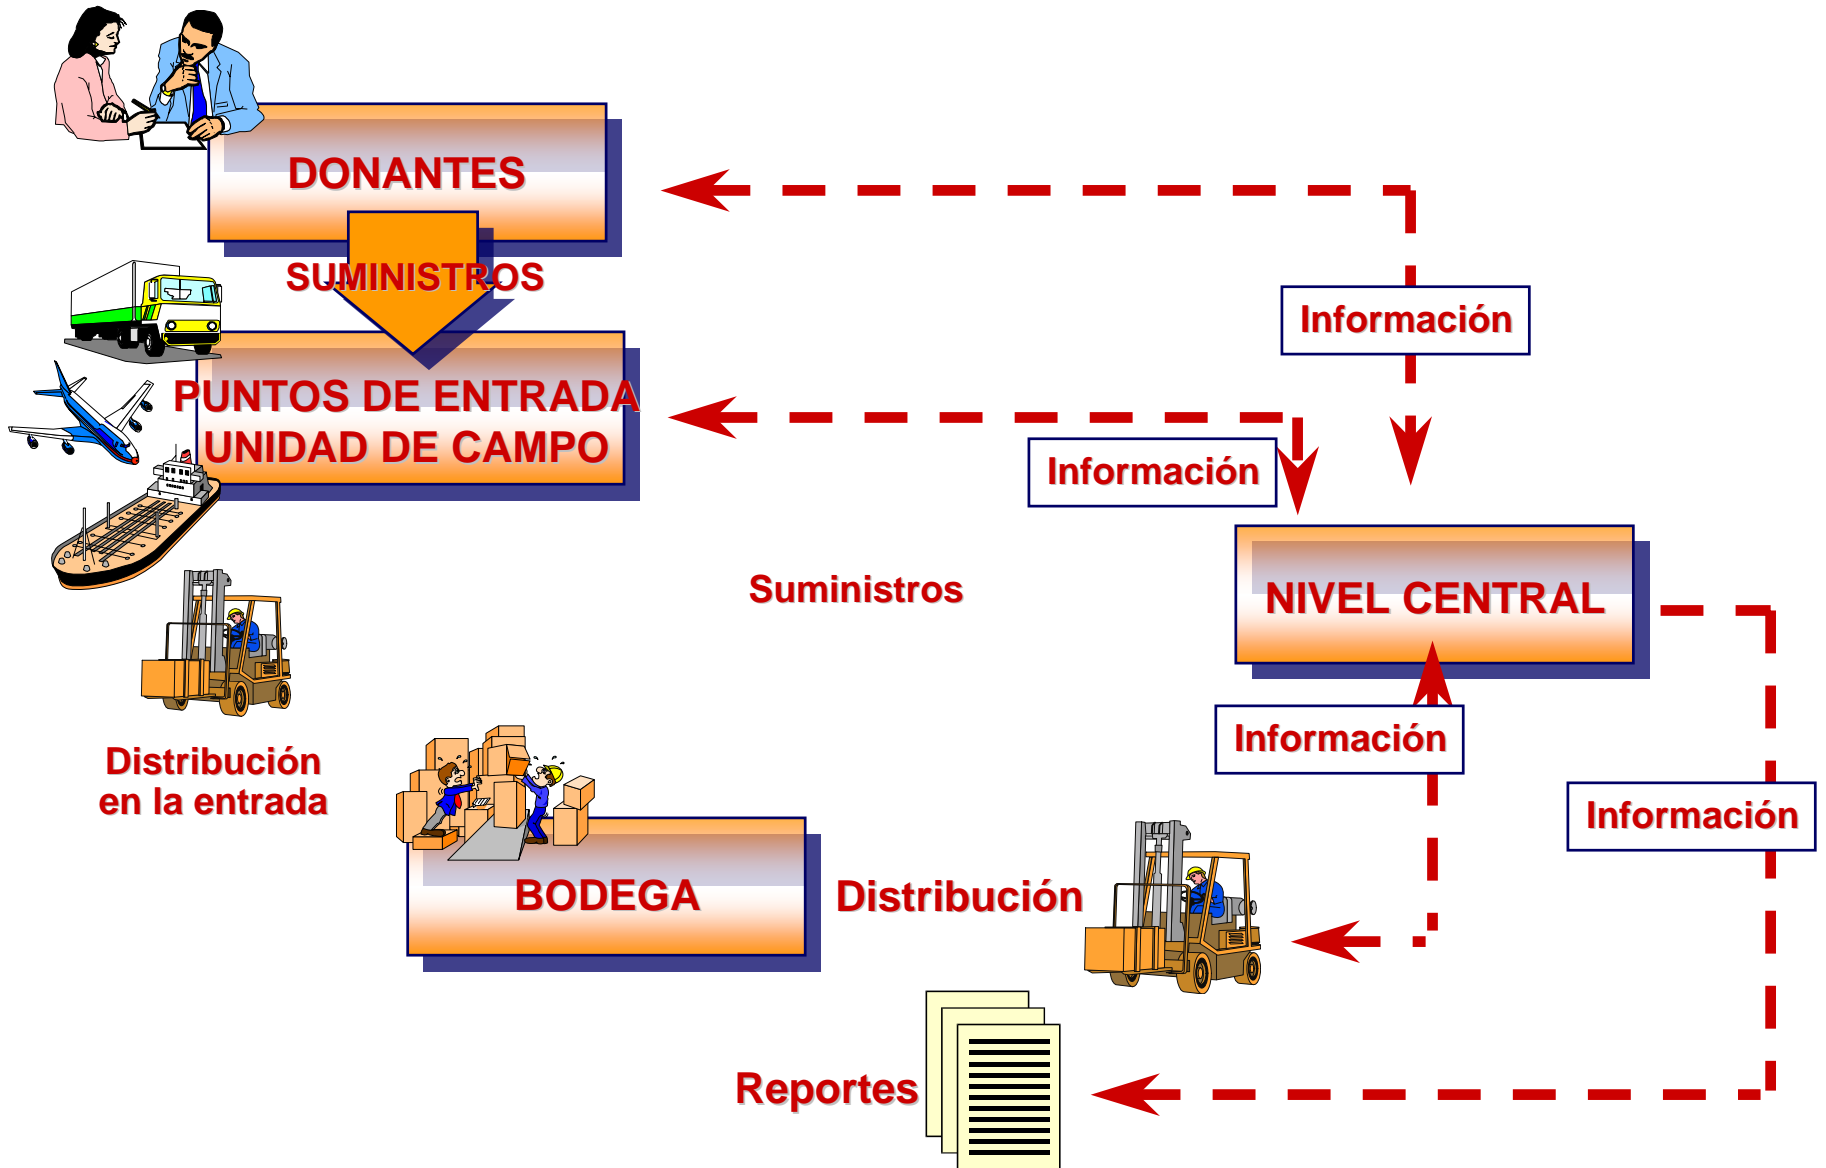 DONANTES
SUMINISTROS
Información
PUNTOS DE ENTRADA
UNIDAD DE CAMPO
Información
Suministros
NIVEL CENTRAL
Información
Distribución
en la entrada
Información
BODEGA
Distribución
Reportes